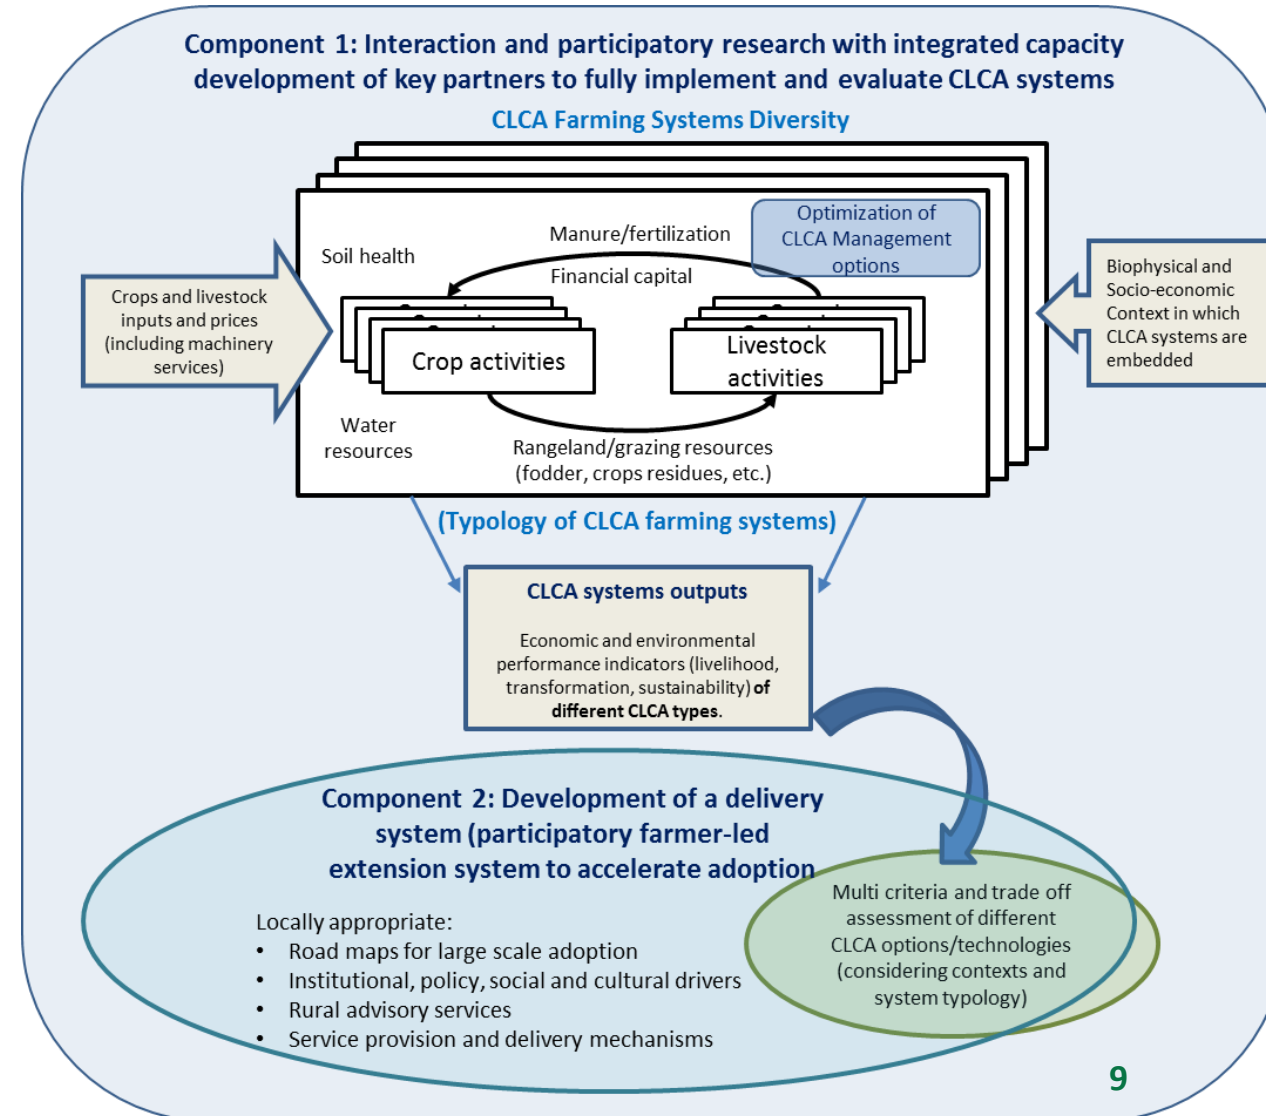 Component 1: Interaction and participatory research with integrated capacity
development of key partners to fully implement and evaluate CLCA systems
CLCA Farming Systems Diversity
Optimization of
CLCA Management
options
Manure/fertilization
Soil health
Financial capital
Crops and livestock
inputs and prices
(including machinery
services)
Biophysical and
Socio-economic
Context in which
CLCA systems are
embedded
Crop activities
Livestock
activities
Water
resources
Rangeland/grazing resources
(fodder, crops residues, etc.)
(Typology of CLCA farming systems)
CLCA systems outputs
Economic and environmental
performance indicators (livelihood,
transformation, sustainability) of
different CLCA types.
Component 2: Development of a delivery
system (participatory farmer-led
extension system to accelerate adoption
Locally appropriate:
• Road maps for large scale adoption
• Institutional, policy, social and cultural drivers
• Rural advisory services
• Service provision and delivery mechanisms
Multi criteria and trade off
assessment of different
CLCA options/technologies
(considering contexts and
system typology)
9